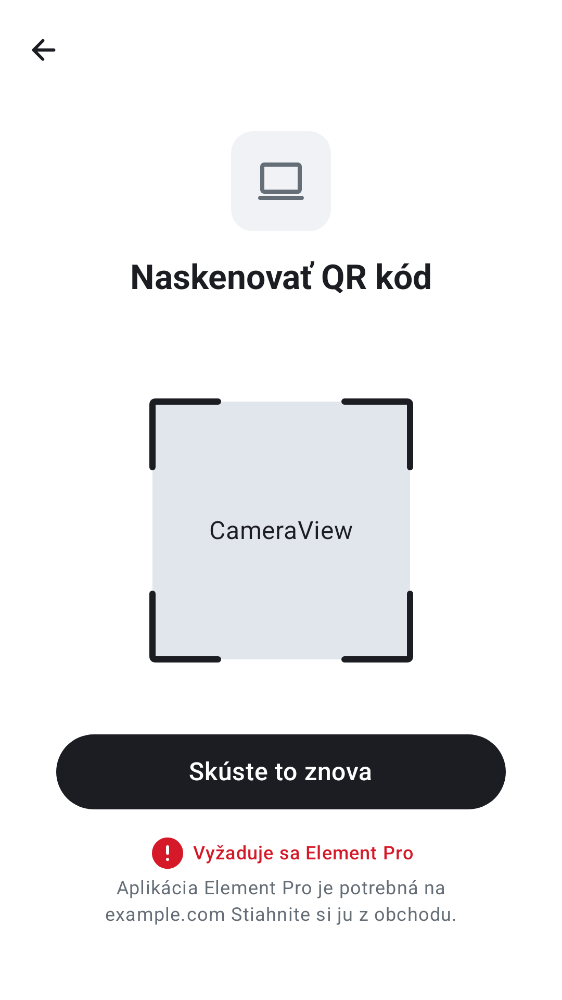 Naskenovať QR kód
CameraView
Skúste to znova
Vyžaduje sa Element Pro
Aplikácia Element Pro je potrebná na
example.com Stiahnite si ju z obchodu.